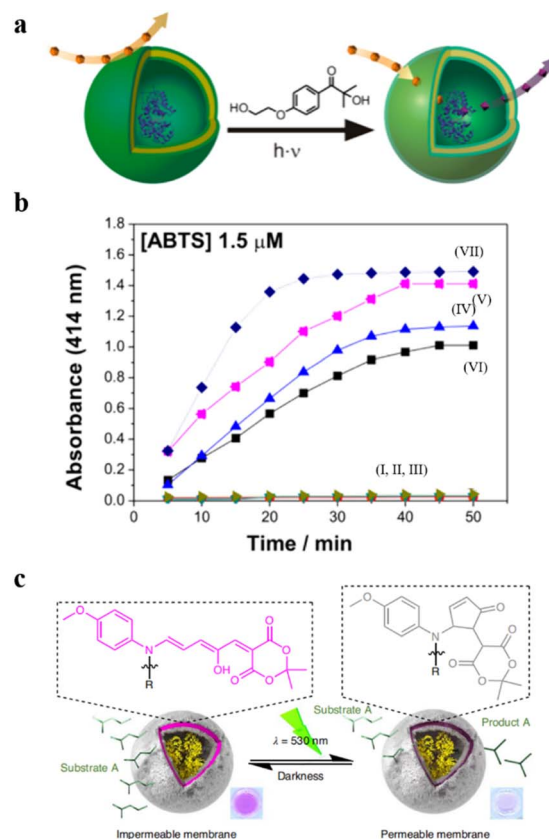 a
HO
O
O
OH
h·ν
b
[ABTS] 1.5 μM
Absorbance (414 nm)
1.8
1.6
1.4
1.2
1.0
0.8
0.6
0.4
0.2
0.0
(VII)
(IV)
(V)
(VI)
(I, II, III)
10 20 30 40 50
Time / min
c
O
N
R
OH
O
O
O
O
O
N
R
O
O
O
O
O
Substrate A
Substrate A
Product A
λ = 530 nm
Darkness
Impermeable membrane
Permeable membrane